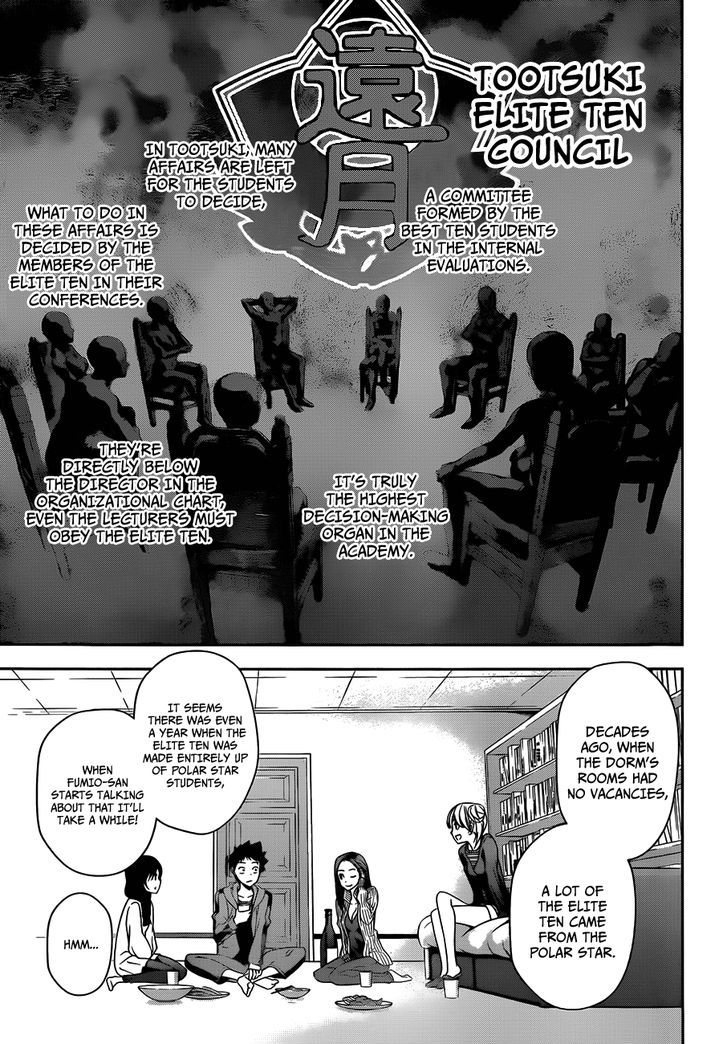 遠月
TOOTSUKI
ELITE TEN
COUNCIL
A COMMITTEE
FORMED BY THE
BEST TEN STUDENTS
IN THE INTERNAL
EVALUATIONS.
IN TOOTSUKI, MANY
AFFAIRS ARE LEFT
FOR THE STUDENTS
TO DECIDE,
WHAT TO DO IN
THESE AFFAIRS IS
DECIDED BY THE
MEMBERS OF THE
ELITE TEN IN THEIR
CONFERENCES.
IT'S TRULY
THE HIGHEST
DECISION-MAKING
ORGAN IN THE
ACADEMY.
THEY'RE
DIRECTLY BELOW
THE DIRECTOR IN THE
ORGANIZATIONAL CHART,
EVEN THE LECTURERS MUST
OBEY THE ELITE TEN.
DECADES
AGO, WHEN
THE DORM'S
ROOMS HAD
NO VACANCIES,
A LOT OF
THE ELITE
TEN CAME
FROM THE
POLAR STAR.
IT SEEMS
THERE WAS EVEN
A YEAR WHEN THE
ELITE TEN WAS
MADE ENTIRELY UP
OF POLAR STAR
STUDENTS,
WHEN
FUMIO-SAN
STARTS TALKING
ABOUT THAT IT'LL
TAKE A WHILE!
HMM...